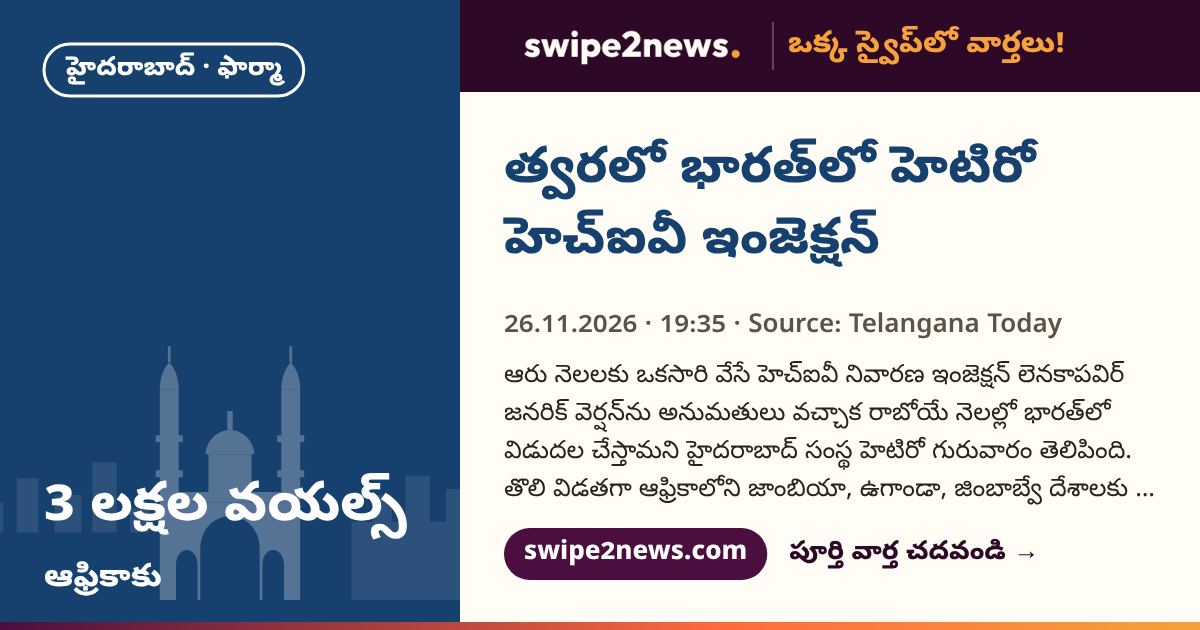 హైదరాబాద్ · ఫార్మా
3 లక్షల వయల్స్
ఆఫ్రికాకు
swipe2news.
ఒక్క స్వైప్‌లో వార్తలు!
త్వరలో భారత్‌లో హెటిరో
హెచ్ఐవీ ఇంజెక్షన్
26.11.2026 · 19:35 · Source: Telangana Today
ఆరు నెలలకు ఒకసారి వేసే హెచ్ఐవీ నివారణ ఇంజెక్షన్ లెనకాపవిర్
జనరిక్ వెర్షన్‌ను అనుమతులు వచ్చాక రాబోయే నెలల్లో భారత్‌లో
విడుదల చేస్తామని హైదరాబాద్ సంస్థ హెటిరో గురువారం తెలిపింది.
తొలి విడతగా ఆఫ్రికాలోని జాంబియా, ఉగాండా, జింబాబ్వే దేశాలకు ...
swipe2news.com
పూర్తి వార్త చదవండి →